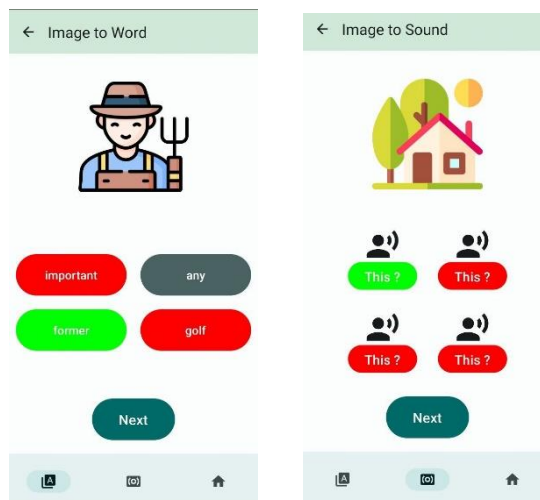 Image to Word
important any
former golf
Next
A
Image to Sound
This ? This ?
This ? This ?
Next
A